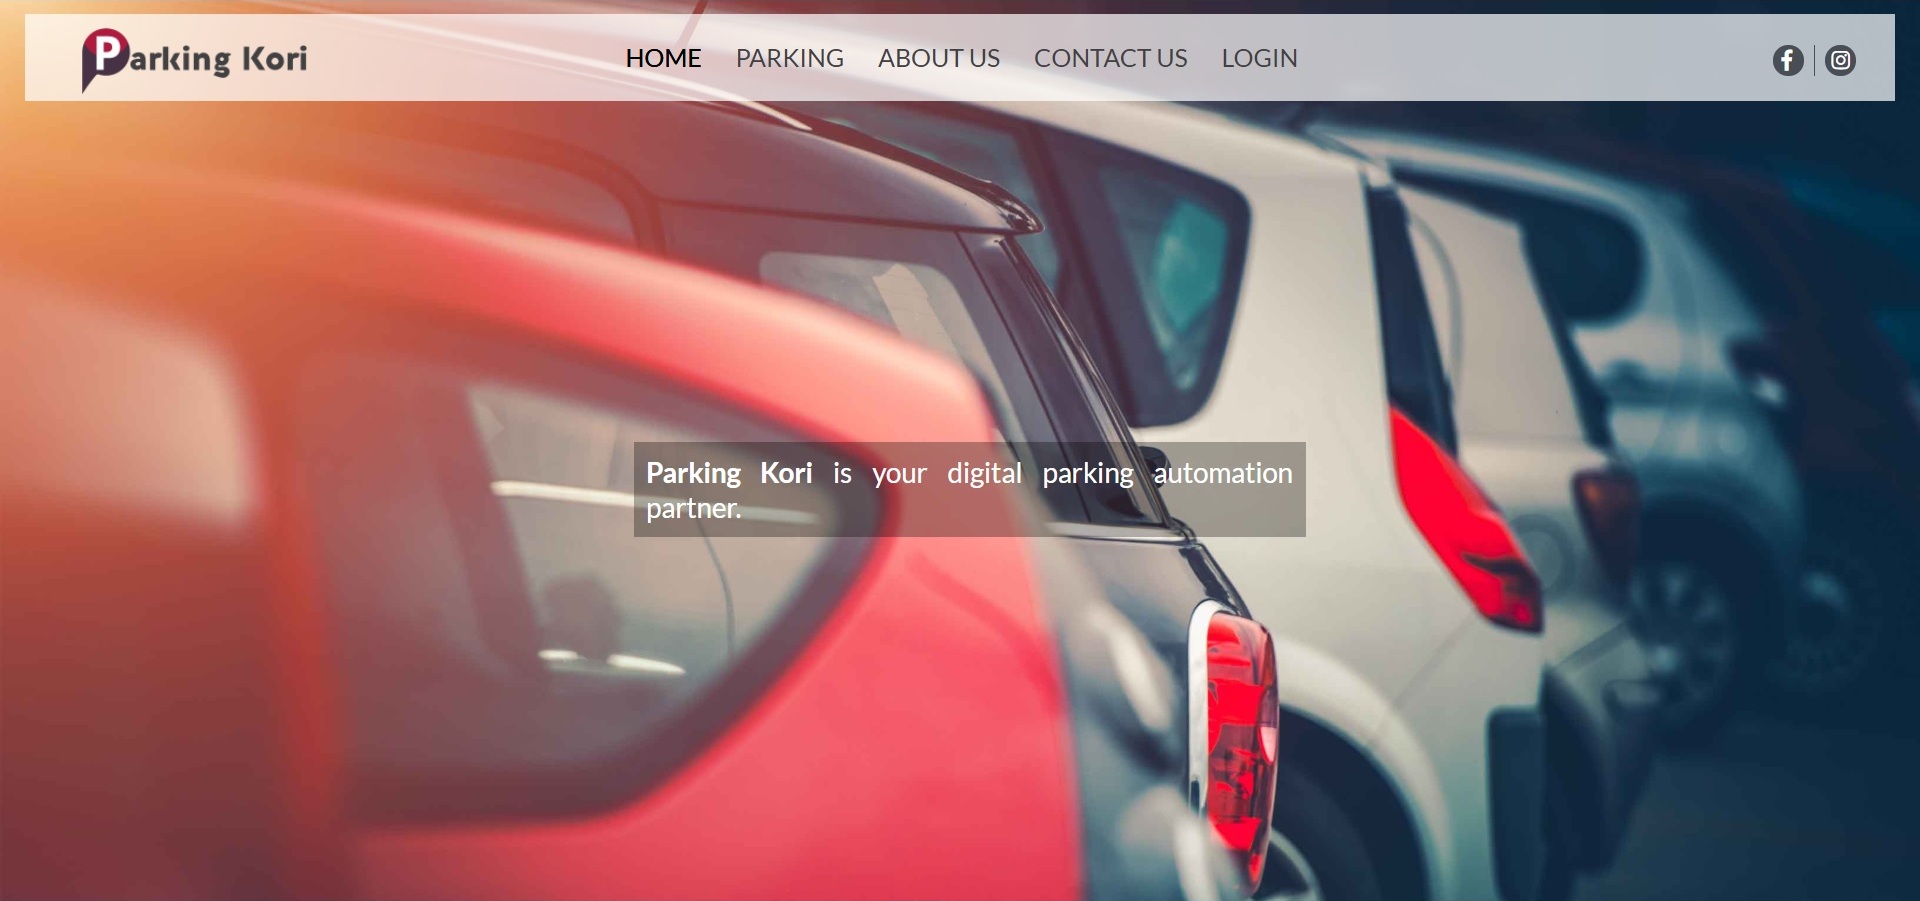 Parking Kori
HOME PARKING ABOUT US CONTACT US LOGIN
Parking Kori is your digital parking automation
partner.